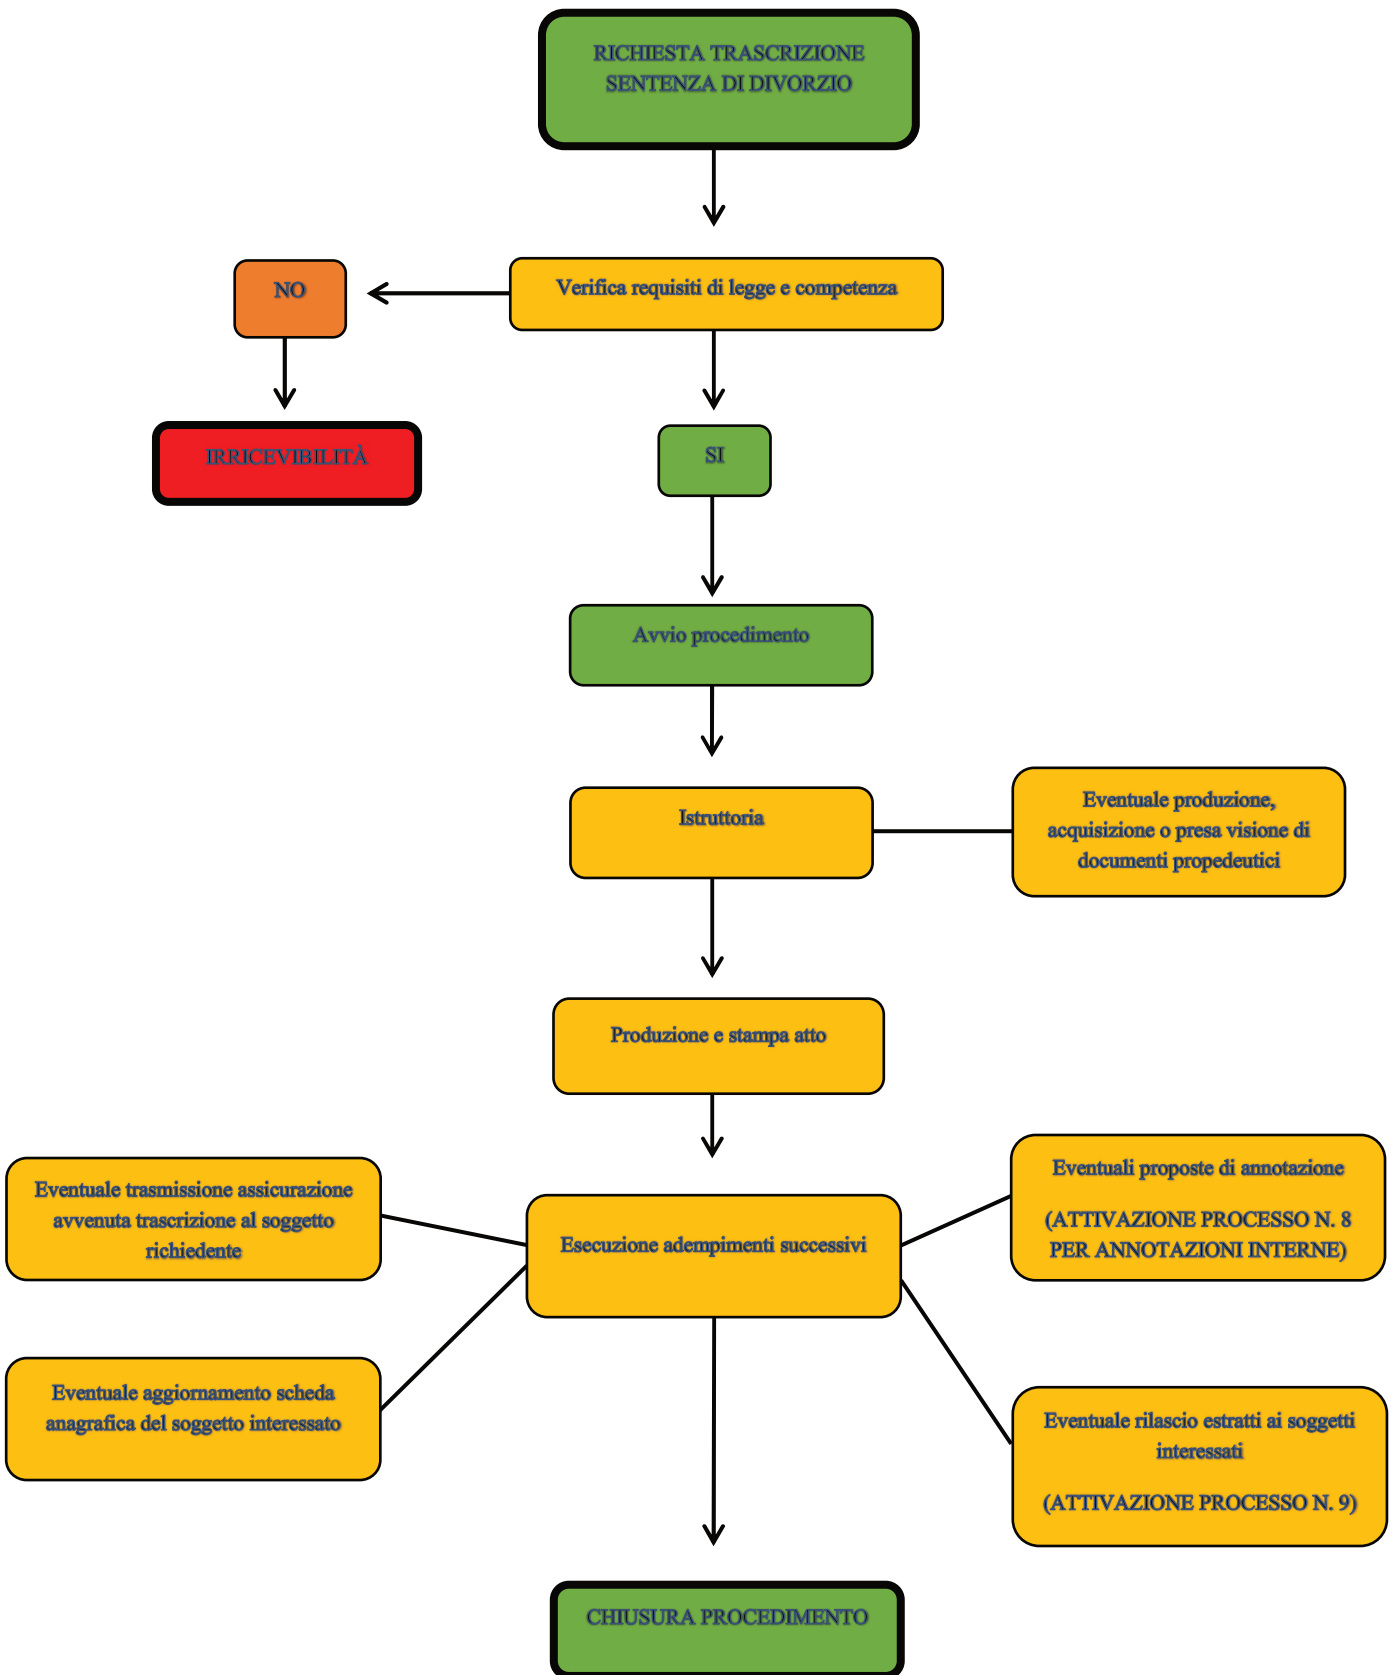 RICHIESTA TRASCRIZIONE
SENTENZA DI DIVORZIO
Verifica requisiti di legge e competenza
NO
IRRICEVIBILITÀ
SI
Avvio procedimento
Istruttoria
Eventuale produzione,
acquisizione o presa visione di
documenti propedeutici
Produzione e stampa atto
Eventuale trasmissione assicurazione
avvenuta trascrizione al soggetto
richiedente
Esecuzione adempimenti successivi
Eventuali proposte di annotazione
(ATTIVAZIONE PROCESSO N. 8
PER ANNOTAZIONI INTERNE)
Eventuale aggiornamento scheda
anagrafica del soggetto interessato
Eventuale rilascio estratti ai soggetti
interessati
(ATTIVAZIONE PROCESSO N. 9)
CHIUSURA PROCEDIMENTO